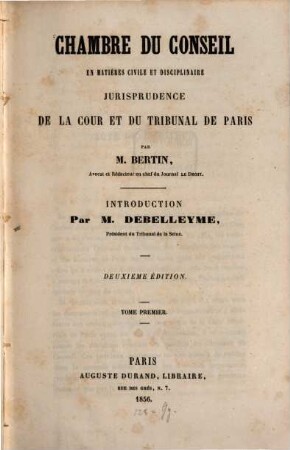 CHAMBRE DU CONSEIL
EN MATIÈRES CIVILE ET DISCIPLINAIRE
JURISPRUDENCE
DE LA COUR ET DU TRIBUNAL DE PARIS
PAR
M. BERTIN,
Avocat et Rédacteur en chef du Journal LE DROIT.
INTRODUCTION
Par M. DEBELLEYME,
Président du Tribunal de la Seine.
DEUXIÈME ÉDITION.
TOME PREMIER.
PARIS
AUGUSTE DURAND, LIBRAIRE,
RUE DES GRÉS, N. 7.
1856.